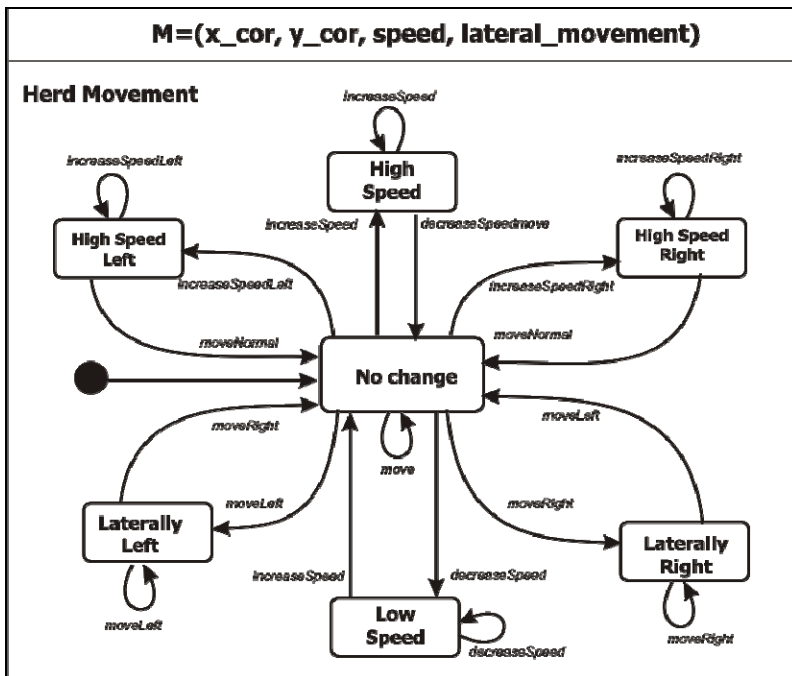 M=(x_cor, y_cor, speed, lateral_movement)
Herd Movement
increaseSpeed
High
Speed
increaseSpeedLeft
High Speed
Left
increaseSpeedRight
High Speed
Right
increaseSpeed
decreaseSpeedmove
increaseSpeedLeft
increaseSpeedRight
moveNormal
moveNormal
No change
moveRight
move
moveLeft
moveLeft
moveRight
Laterally
Left
Laterally
Right
increaseSpeed
decreaseSpeed
moveLeft
moveRight
Low
Speed
decreaseSpeed